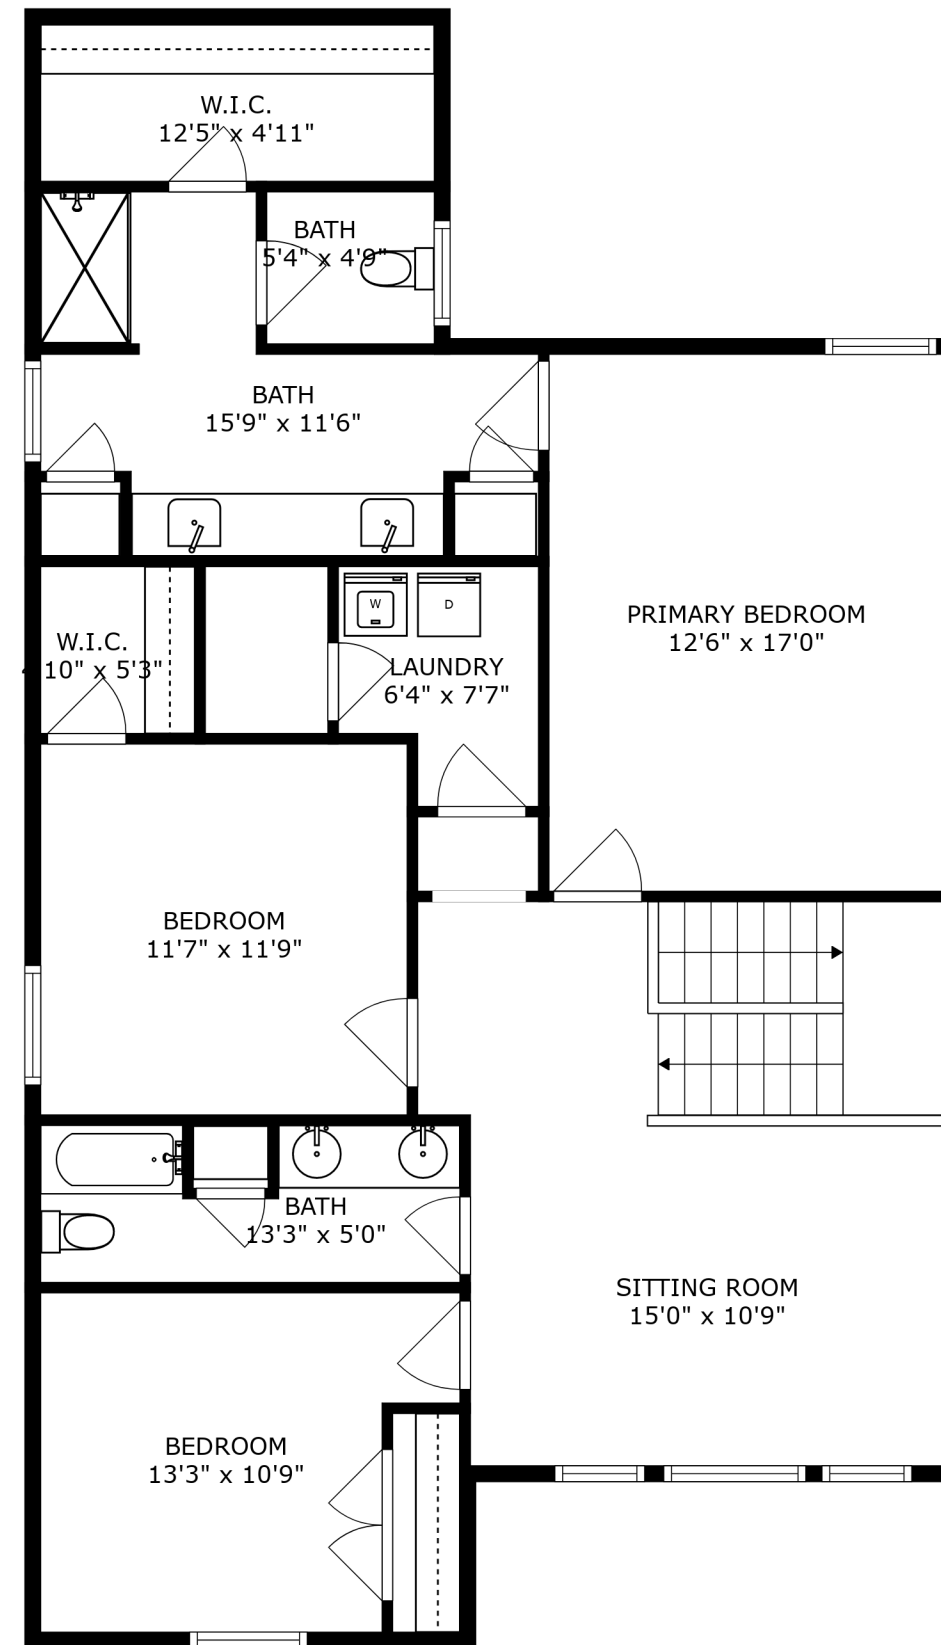 W.I.C.
12'5" x 4'11"
BATH
5'4" x 4'9"
BATH
15'9" x 11'6"
W
D
PRIMARY BEDROOM
12'6" x 17'0"
W.I.C.
10" x 5'3"
LAUNDRY
6'4" x 7'7"
BEDROOM
11'7" x 11'9"
BATH
13'3" x 5'0"
SITTING ROOM
15'0" x 10'9"
BEDROOM
13'3" x 10'9"